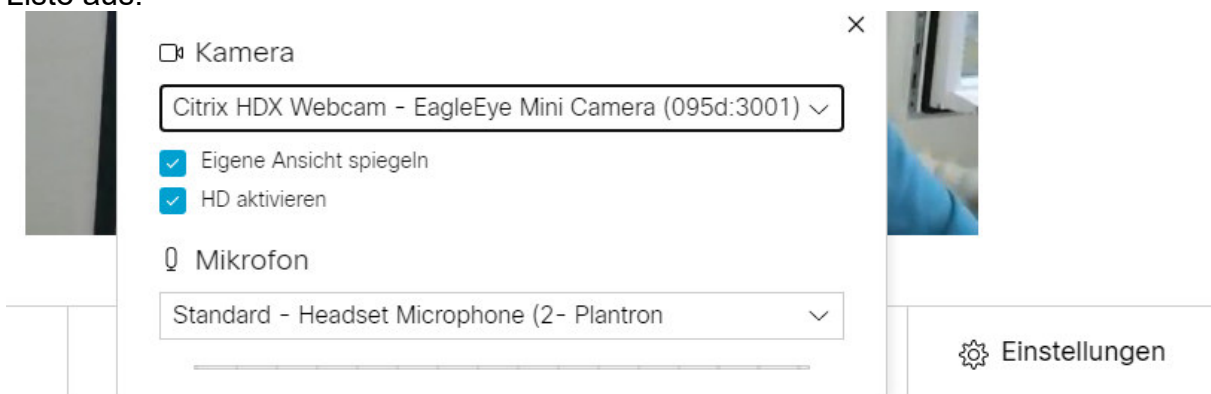 Liste aus.
Kamera
Citrix HDX Webcam - EagleEye Mini Camera (095d:3001)
Eigene Ansicht spiegeln
HD aktivieren
Mikrofon
Standard - Headset Microphone (2- Plantron
Einstellungen